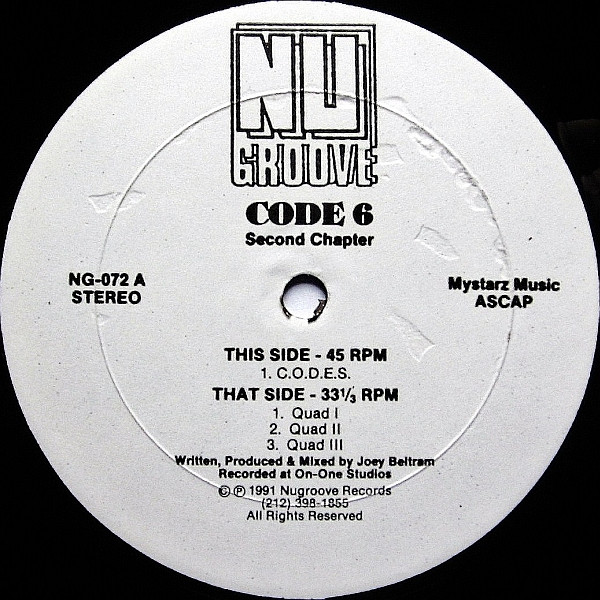 NU
GROOVE
CODE 6
Second Chapter
NG-072 A
STEREO
Mystarz Music
ASCAP
THIS SIDE - 45 RPM
1. C.O.D.E.S.
THAT SIDE - 33⅓ RPM
1. Quad I
2. Quad II
3. Quad III
Written, Produced & Mixed by Joey Beltram
Recorded at On-One Studios
© ℗ 1991 Nugroove Records
(212) 398-1855
All Rights Reserved